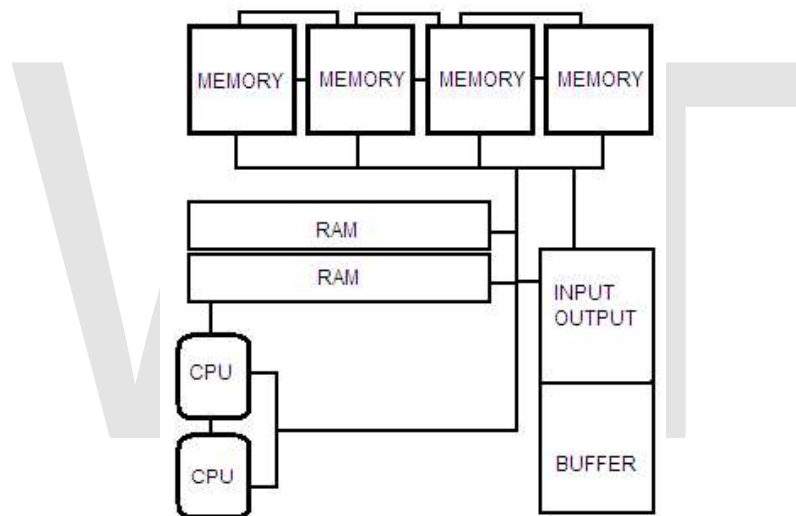 MEMORY MEMORY MEMORY MEMORY
RAM
RAM
INPUT
OUTPUT
CPU
CPU
BUFFER